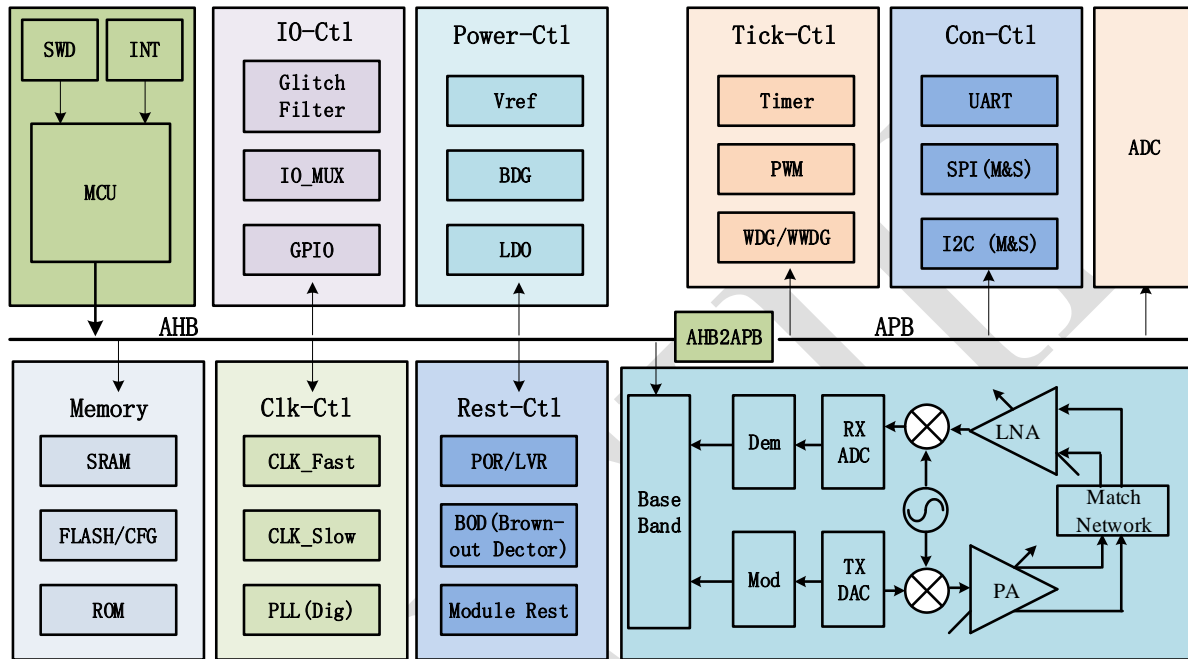 SWD
INT
MCU
IO-Ctl
Glitch
Filter
IO_MUX
GPIO
Power-Ctl
Vref
BDG
LDO
Tick-Ctl
Timer
PWM
WDG/WWDG
Con-Ctl
UART
SPI(M&S)
I2C (M&S)
ADC
AHB
AHB2APB
APB
Memory
SRAM
FLASH/CFG
ROM
Clk-Ctl
CLK_Fast
CLK_Slow
PLL(Dig)
Rest-Ctl
POR/LVR
BOD(Brown-
out Dector)
Module Rest
Base
Band
Dem
RX
ADC
LNA
Match
Network
Mod
TX
DAC
PA